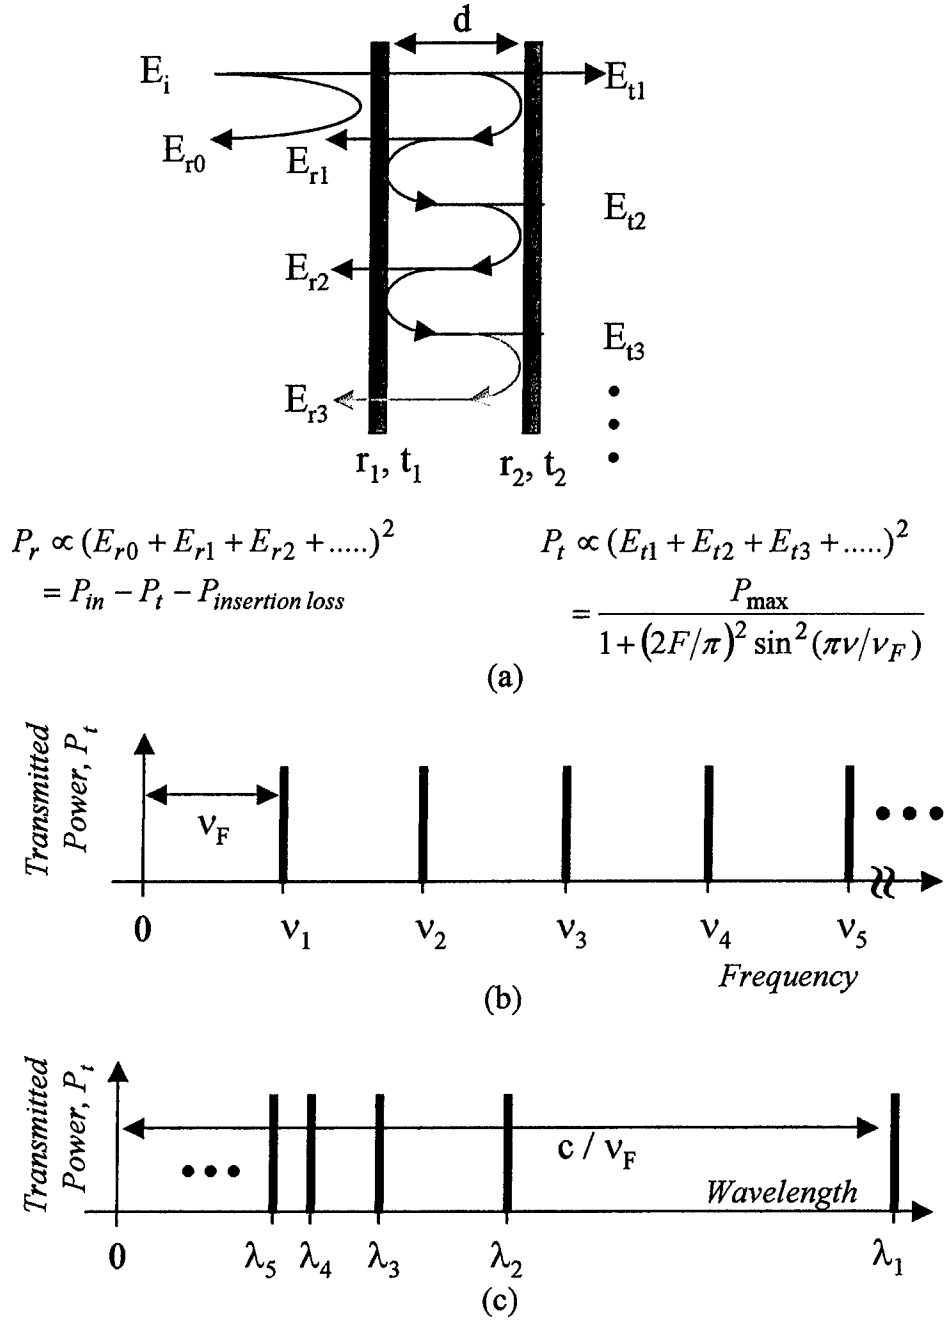 d
E_i
E_t1
E_r0
E_r1
E_t2
E_r2
E_t3
E_r3
r_1, t_1 r_2, t_2
P_r ∝ (E_r0 + E_r1 + E_r2 + .....)^2
= P_in − P_t − P_insertion loss
P_t ∝ (E_t1 + E_t2 + E_t3 + .....)^2
= P_max / 1 + (2F/π)^2 sin^2 (πν/ν_F)
(a)
Transmitted
Power, P_t
ν_F
0 ν_1 ν_2 ν_3 ν_4 ν_5
Frequency
(b)
Transmitted
Power, P_t
c / ν_F
Wavelength
0 λ_5 λ_4 λ_3 λ_2 λ_1
(c)